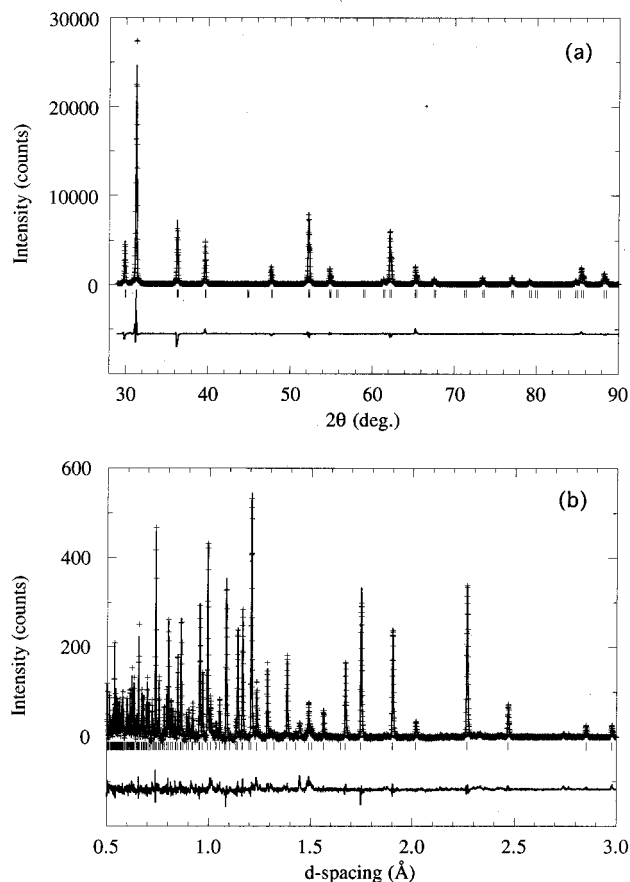 30000
(a)
20000
Intensity (counts)
10000
0
30 40 50 60 70 80 90
2θ (deg.)
600
(b)
400
Intensity (counts)
200
0
0.5 1.0 1.5 2.0 2.5 3.0
d-spacing (Å)